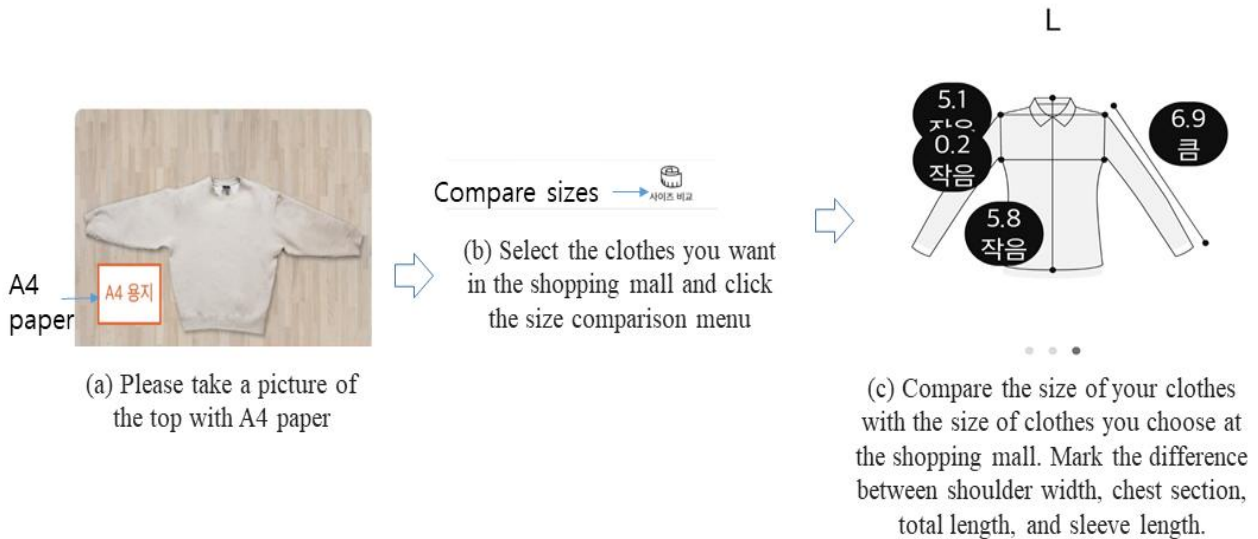 A4
paper
A4 용지
(a) Please take a picture of
the top with A4 paper
Compare sizes
사이즈 비교
(b) Select the clothes you want
in the shopping mall and click
the size comparison menu
L
5.1
작음
0.2
작음
5.8
작음
6.9
큼
(c) Compare the size of your clothes
with the size of clothes you choose at
the shopping mall. Mark the difference
between shoulder width, chest section,
total length, and sleeve length.